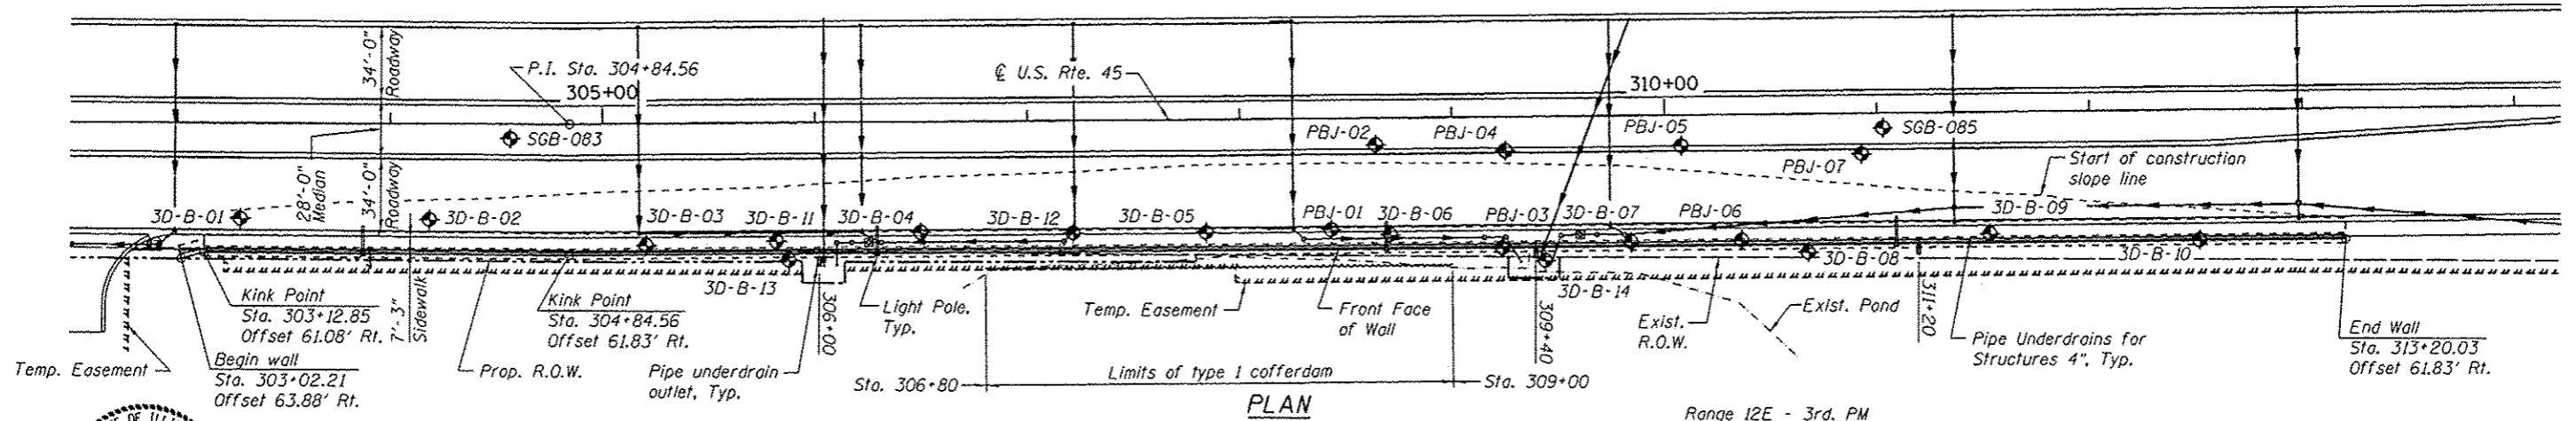 34'-0"
Roadway
P.I. Sta. 304+84.56
305+00
℄ U.S. Rte. 45
310+00
SGB-083
PBJ-02
PBJ-04
PBJ-05
SGB-085
PBJ-07
Start of construction
slope line
28'-0"
Median
34'-0"
Roadway
3D-B-01
3D-B-02
3D-B-03
3D-B-11
3D-B-04
3D-B-12
3D-B-05
PBJ-01
3D-B-06
PBJ-03
3D-B-07
PBJ-06
3D-B-09
3D-B-13
3D-B-14
3D-B-08
3D-B-10
Kink Point
Sta. 303+12.85
Offset 61.08' Rt.
7'-3"
Sidewalk
Kink Point
Sta. 304+84.56
Offset 61.83' Rt.
306+00
Light Pole,
Typ.
Temp. Easement
Front Face
of Wall
309+40
Exist.
R.O.W.
Exist. Pond
311+20
Pipe Underdrains for
Structures 4", Typ.
End Wall
Sta. 313+20.03
Offset 61.83' Rt.
Temp. Easement
Begin wall
Sta. 303+02.21
Offset 63.88' Rt.
Prop. R.O.W.
Pipe underdrain
outlet, Typ.
Sta. 306+80
Limits of type 1 cofferdam
Sta. 309+00
PLAN
Range 12E - 3rd. PM